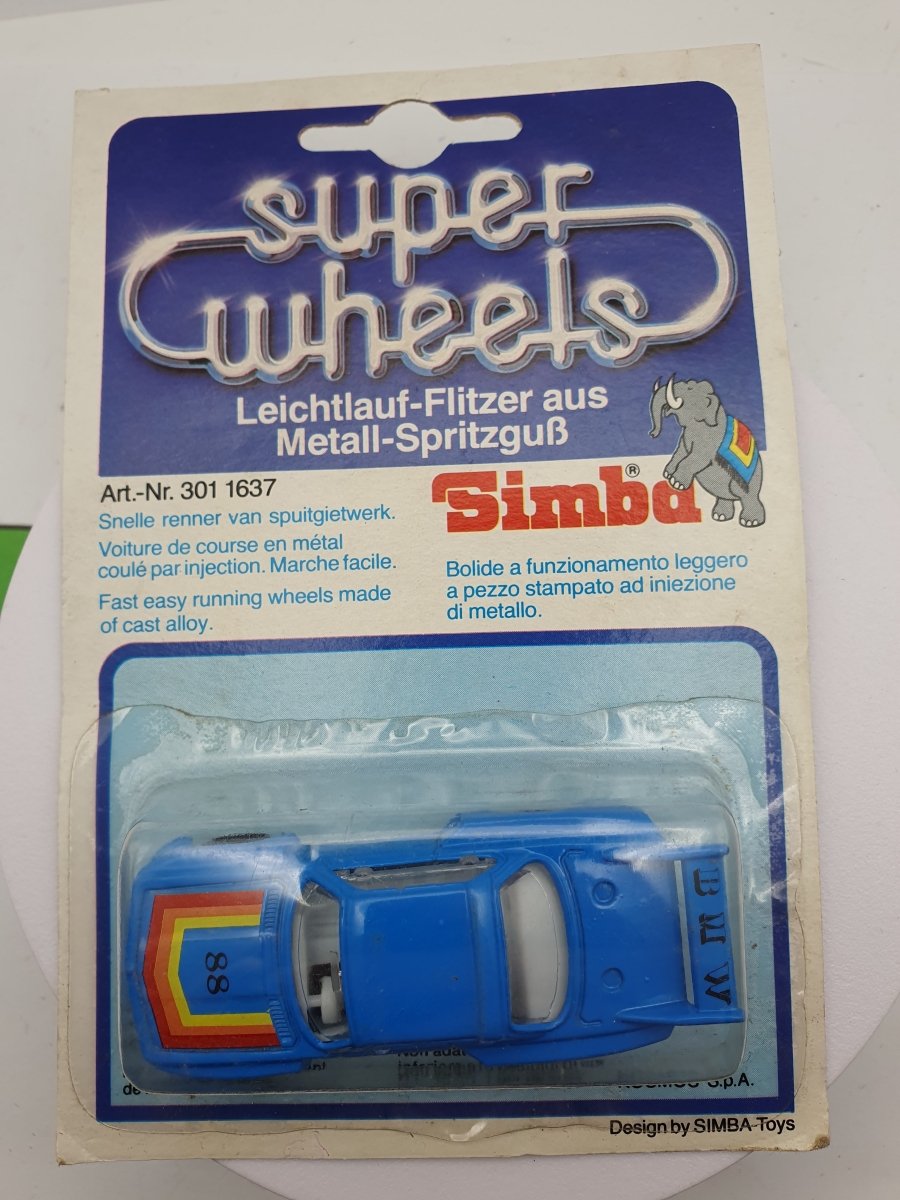 super
wheels
Leichtlauf-Flitzer aus
Metall-Spritzguß
Art.-Nr. 301 1637
Simba®
Snelle renner van spuitgietwerk.
Voiture de course en métal
coulé par injection. Marche facile.
Fast easy running wheels made
of cast alloy.
Bolide a funzionamento leggero
a pezzo stampato ad iniezione
di metallo.
88
BMW
Non
S.p.A.
Design by SIMBA-Toys